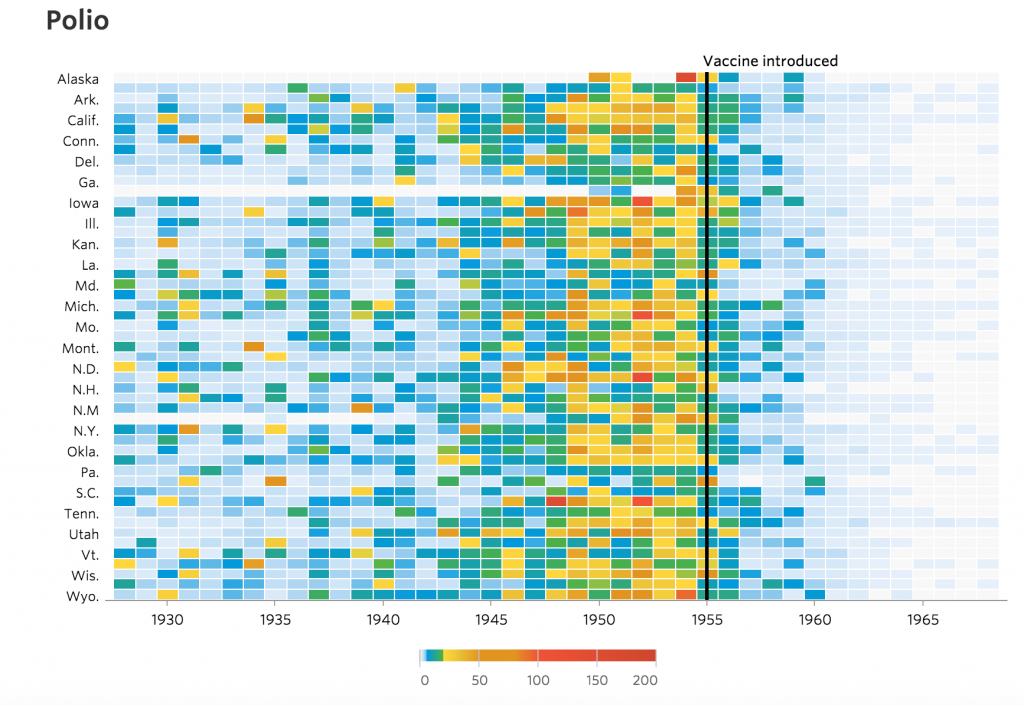 Polio
Vaccine introduced
Alaska
Ark.
Calif.
Conn.
Del.
Ga.
Iowa
Ill.
Kan.
La.
Md.
Mich.
Mo.
Mont.
N.D.
N.H.
N.M
N.Y.
Okla.
Pa.
S.C.
Tenn.
Utah
Vt.
Wis.
Wyo.
1930 1935 1940 1945 1950 1955 1960 1965
0 50 100 150 200